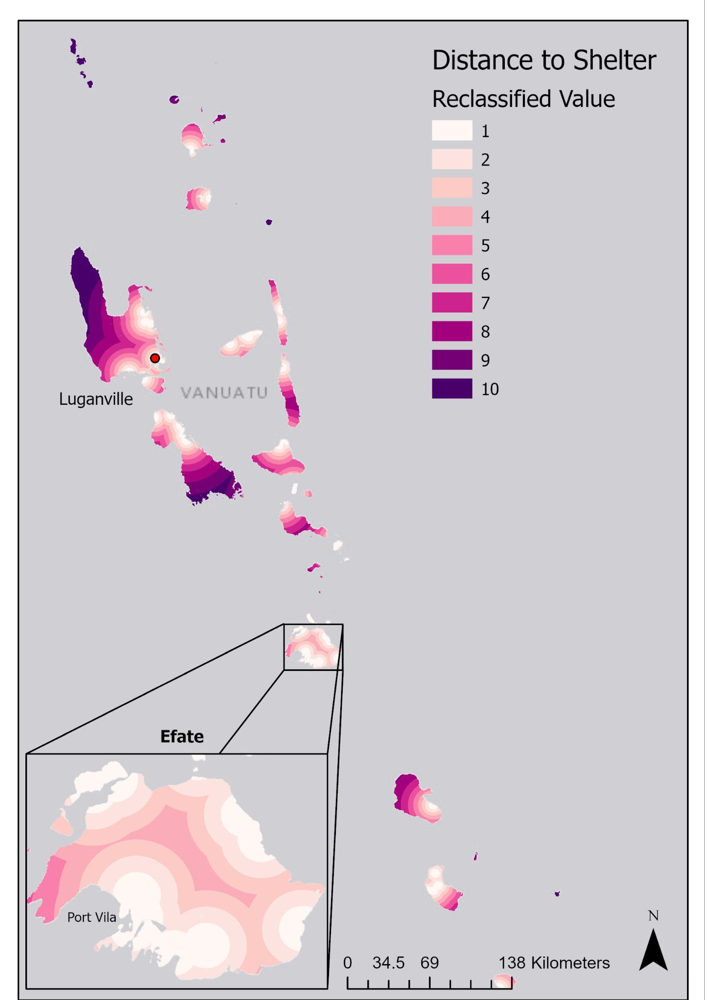 Distance to Shelter
Reclassified Value
1
2
3
4
5
6
7
8
9
10
VANUATU
Luganville
Efate
Port Vila
N
0 34.5 69 138 Kilometers